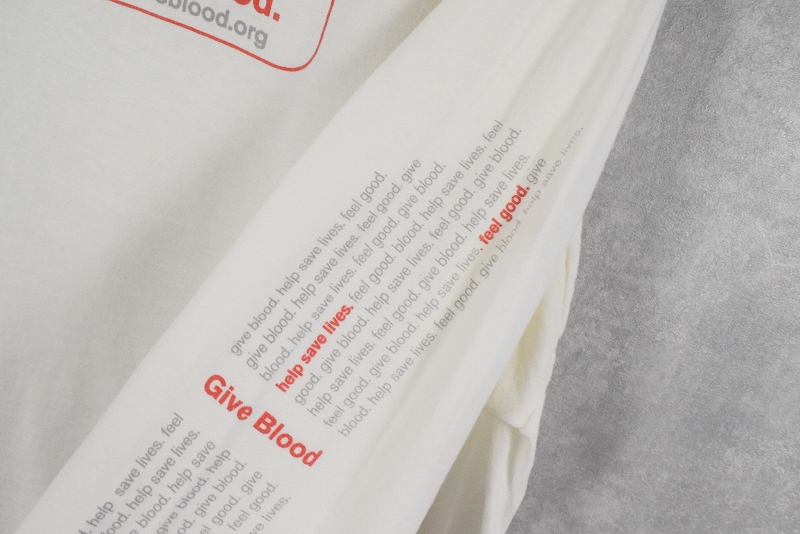 od.
eblood.org
give blood. help save lives. feel good.
give blood. help save lives. feel good. give
blood. help save lives. feel good. give blood.
help save lives. feel good. blood. help save lives. feel
good. give blood. help save lives. feel good. give blood.
help save lives. feel good. give blood. help save lives.
feel good. give blood. help save lives. feel good. give
blood. help save lives. feel good. give blood. help save lives.
Give Blood
help save lives. feel
ood. help save lives.
blood. help save
give blood. help
give blood.
feel good. give
feel good.
lives.